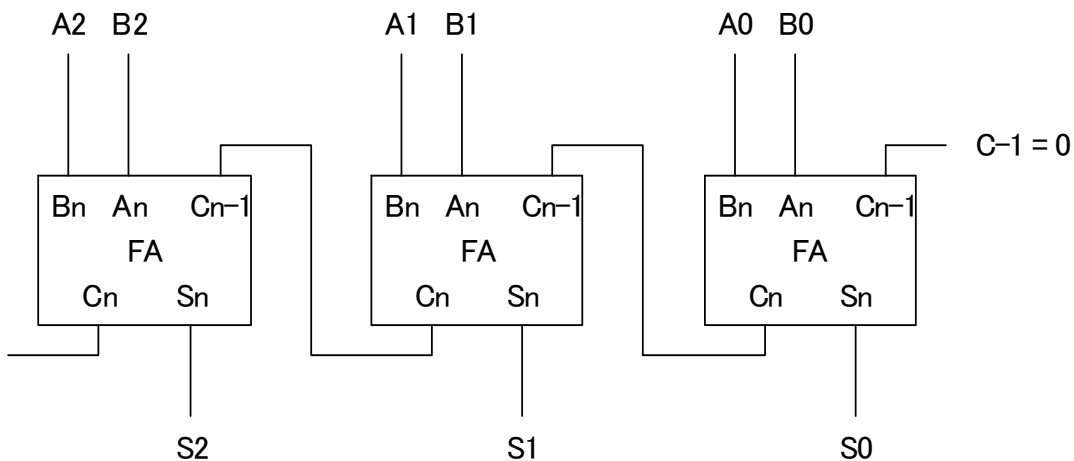 A2 B2 A1 B1 A0 B0
C-1 = 0
Bn An Cn-1 Bn An Cn-1 Bn An Cn-1
FA FA FA
Cn Sn Cn Sn Cn Sn
S2 S1 S0